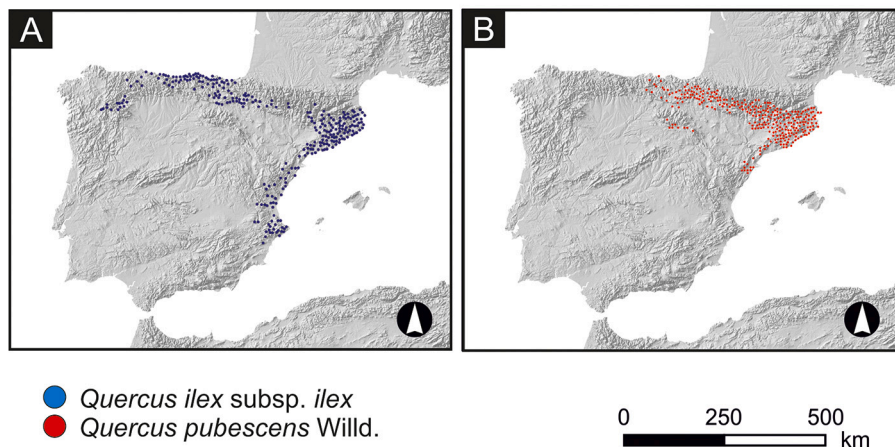 A
B
Quercus ilex subsp. ilex
Quercus pubescens Willd.
0 250 500
km